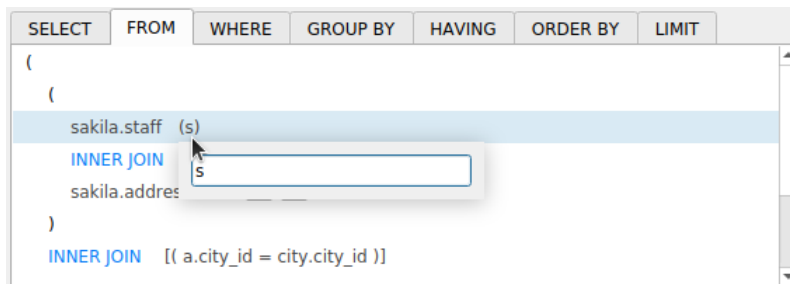 SELECT FROM WHERE GROUP BY HAVING ORDER BY LIMIT
(
(
sakila.staff (s)
INNER JOIN
s
sakila.addres
)
INNER JOIN [( a.city_id = city.city_id )]